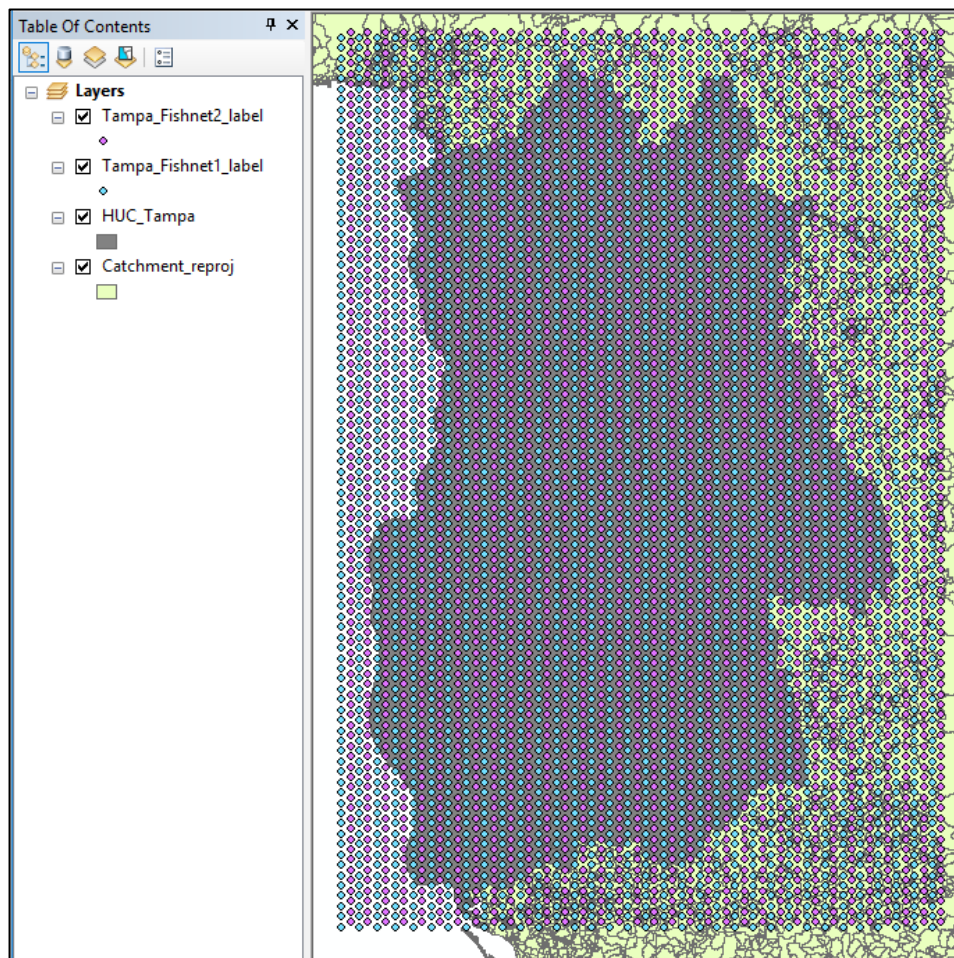 Table Of Contents
Layers
Tampa_Fishnet2_label
Tampa_Fishnet1_label
HUC_Tampa
Catchment_reproj